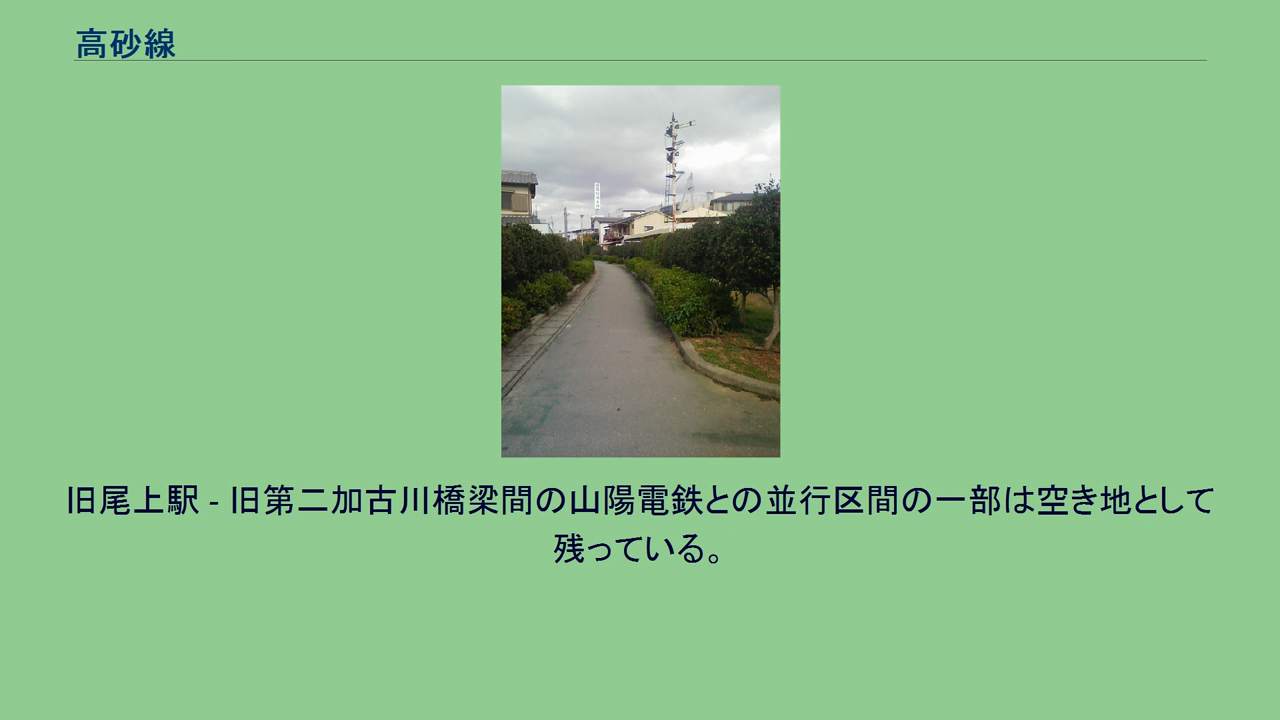 高砂線
旧尾上駅 - 旧第二加古川橋梁間の山陽電鉄との並行区間の一部は空き地として
残っている。